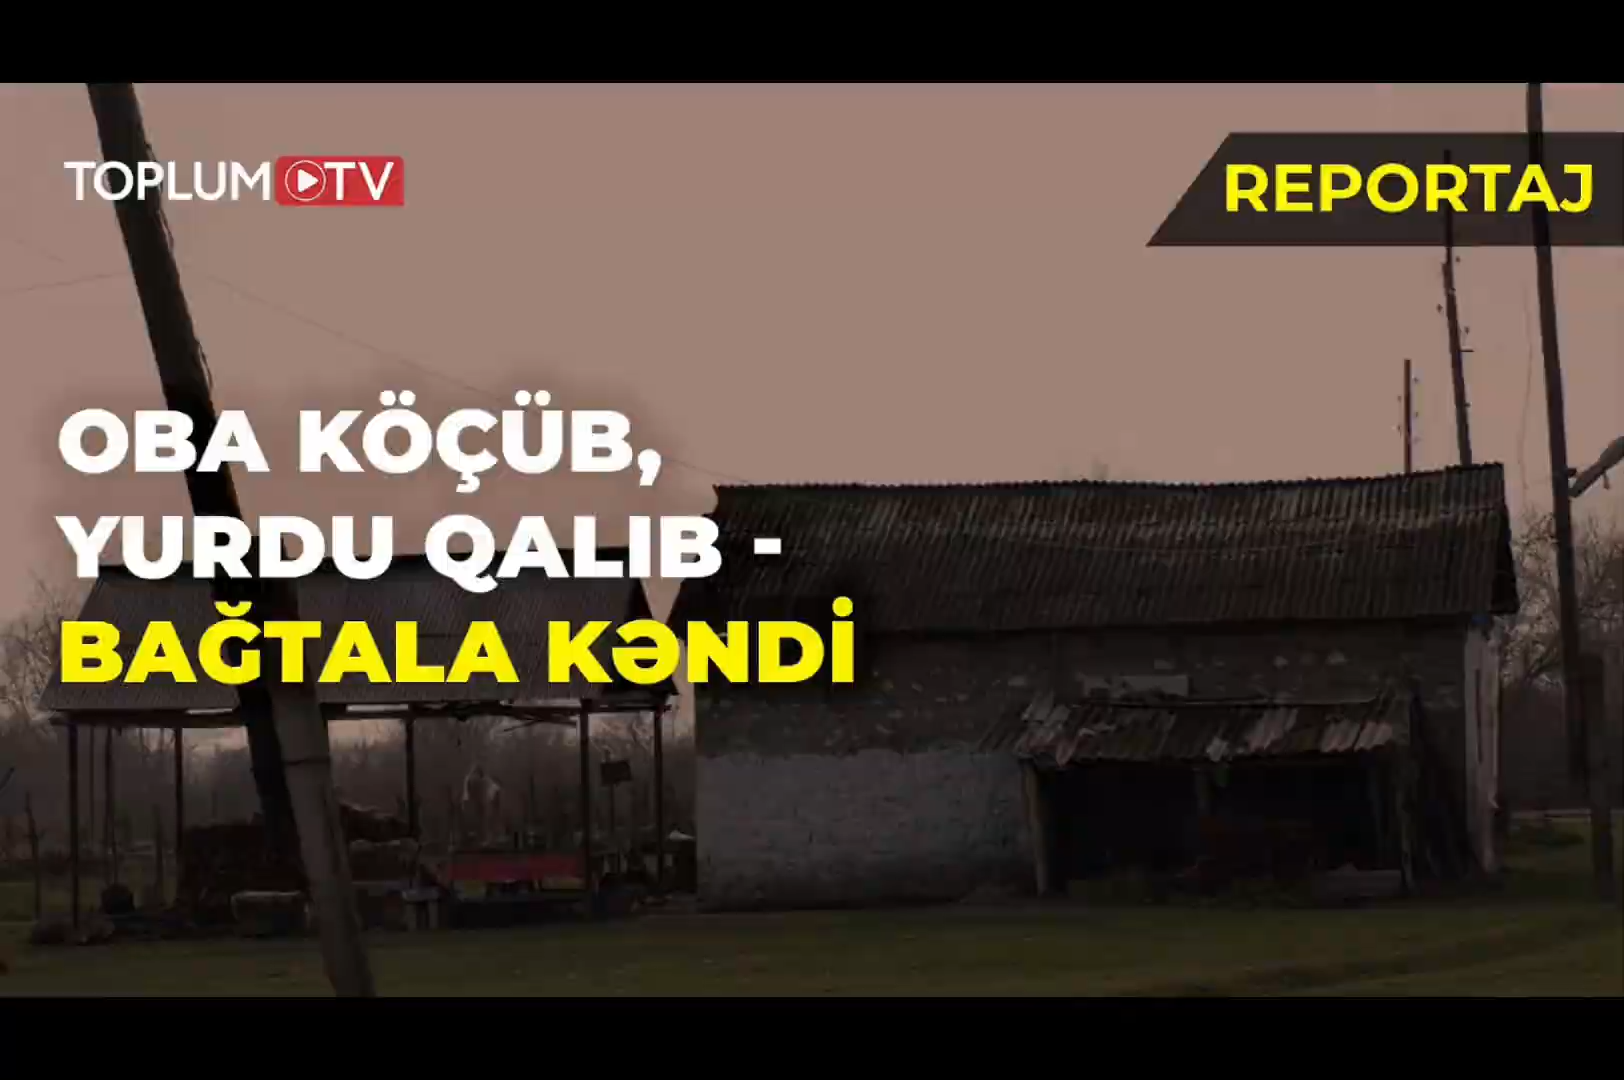 TOPLUM TV
REPORTAJ
OBA KÖÇÜB,
YURDU QALIB -
BAĞTALA KƏNDİ